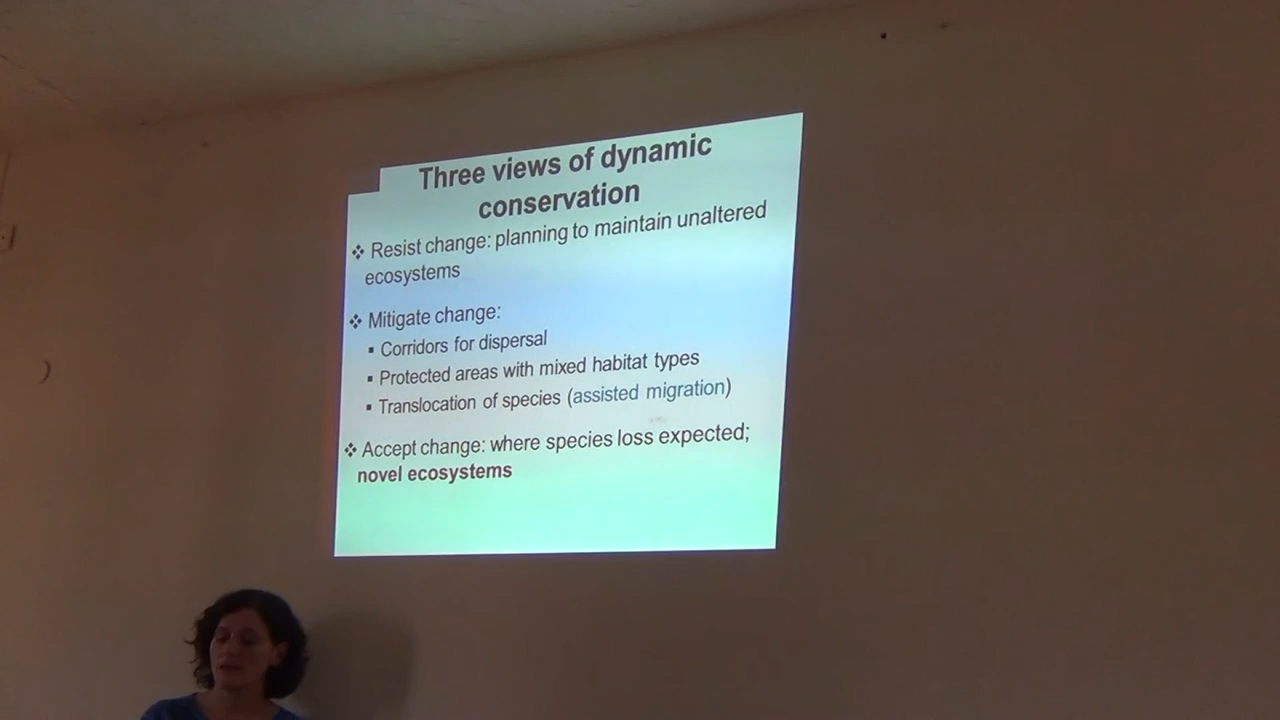 Three views of dynamic
conservation
❖ Resist change: planning to maintain unaltered
ecosystems
❖ Mitigate change:
▪ Corridors for dispersal
▪ Protected areas with mixed habitat types
▪ Translocation of species (assisted migration)
❖ Accept change: where species loss expected;
novel ecosystems